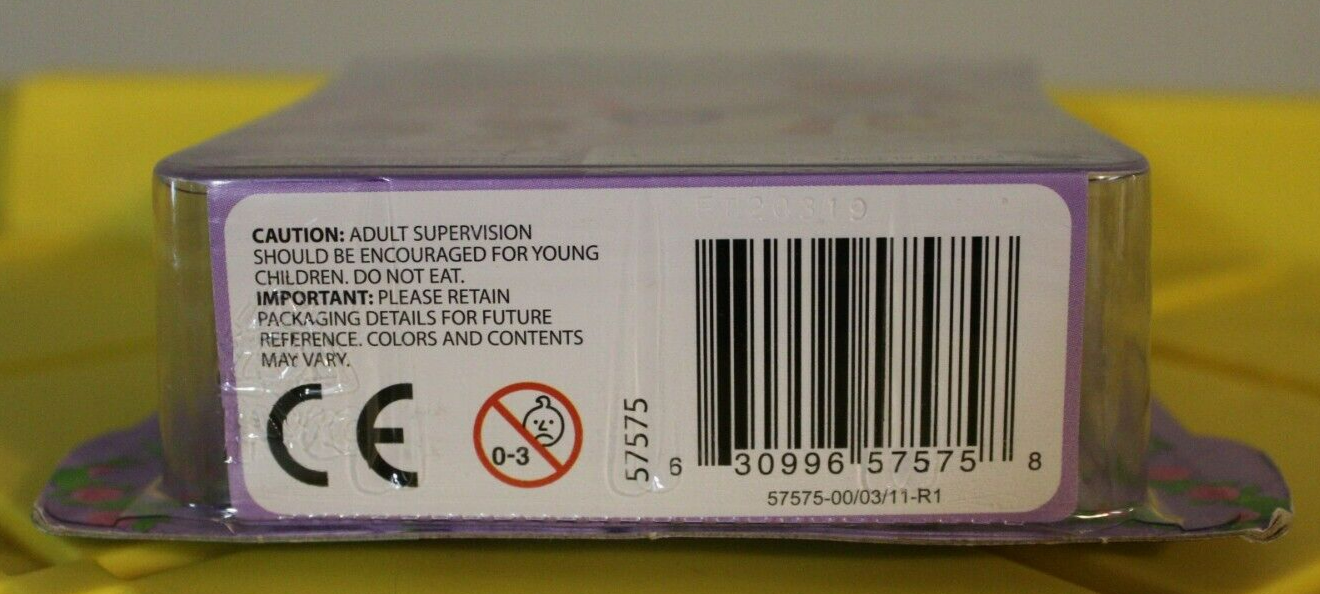 CAUTION: ADULT SUPERVISION
SHOULD BE ENCOURAGED FOR YOUNG
CHILDREN. DO NOT EAT.
IMPORTANT: PLEASE RETAIN
PACKAGING DETAILS FOR FUTURE
REFERENCE. COLORS AND CONTENTS
MAY VARY.
CE
0-3
57575
6 30996 57575 8
57575-00/03/11-R1